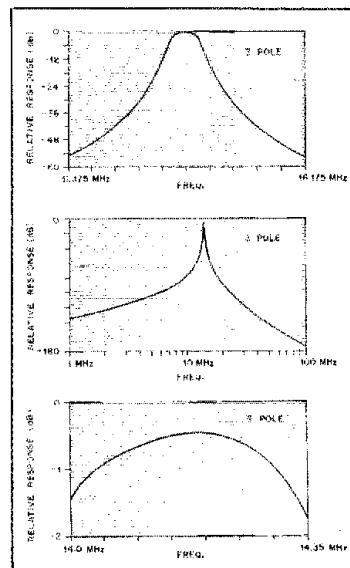 0
-12
-24
-36
-48
-60
RELATIVE RESPONSE (dB)
3 POLE
16.175 MHz
FREQ.
0
-180
RELATIVE RESPONSE (dB)
3 POLE
1 MHz
10 MHz
100 MHz
FREQ.
0
-1
-2
RELATIVE RESPONSE (dB)
POLE
14.0 MHz
14.35 MHz
FREQ.